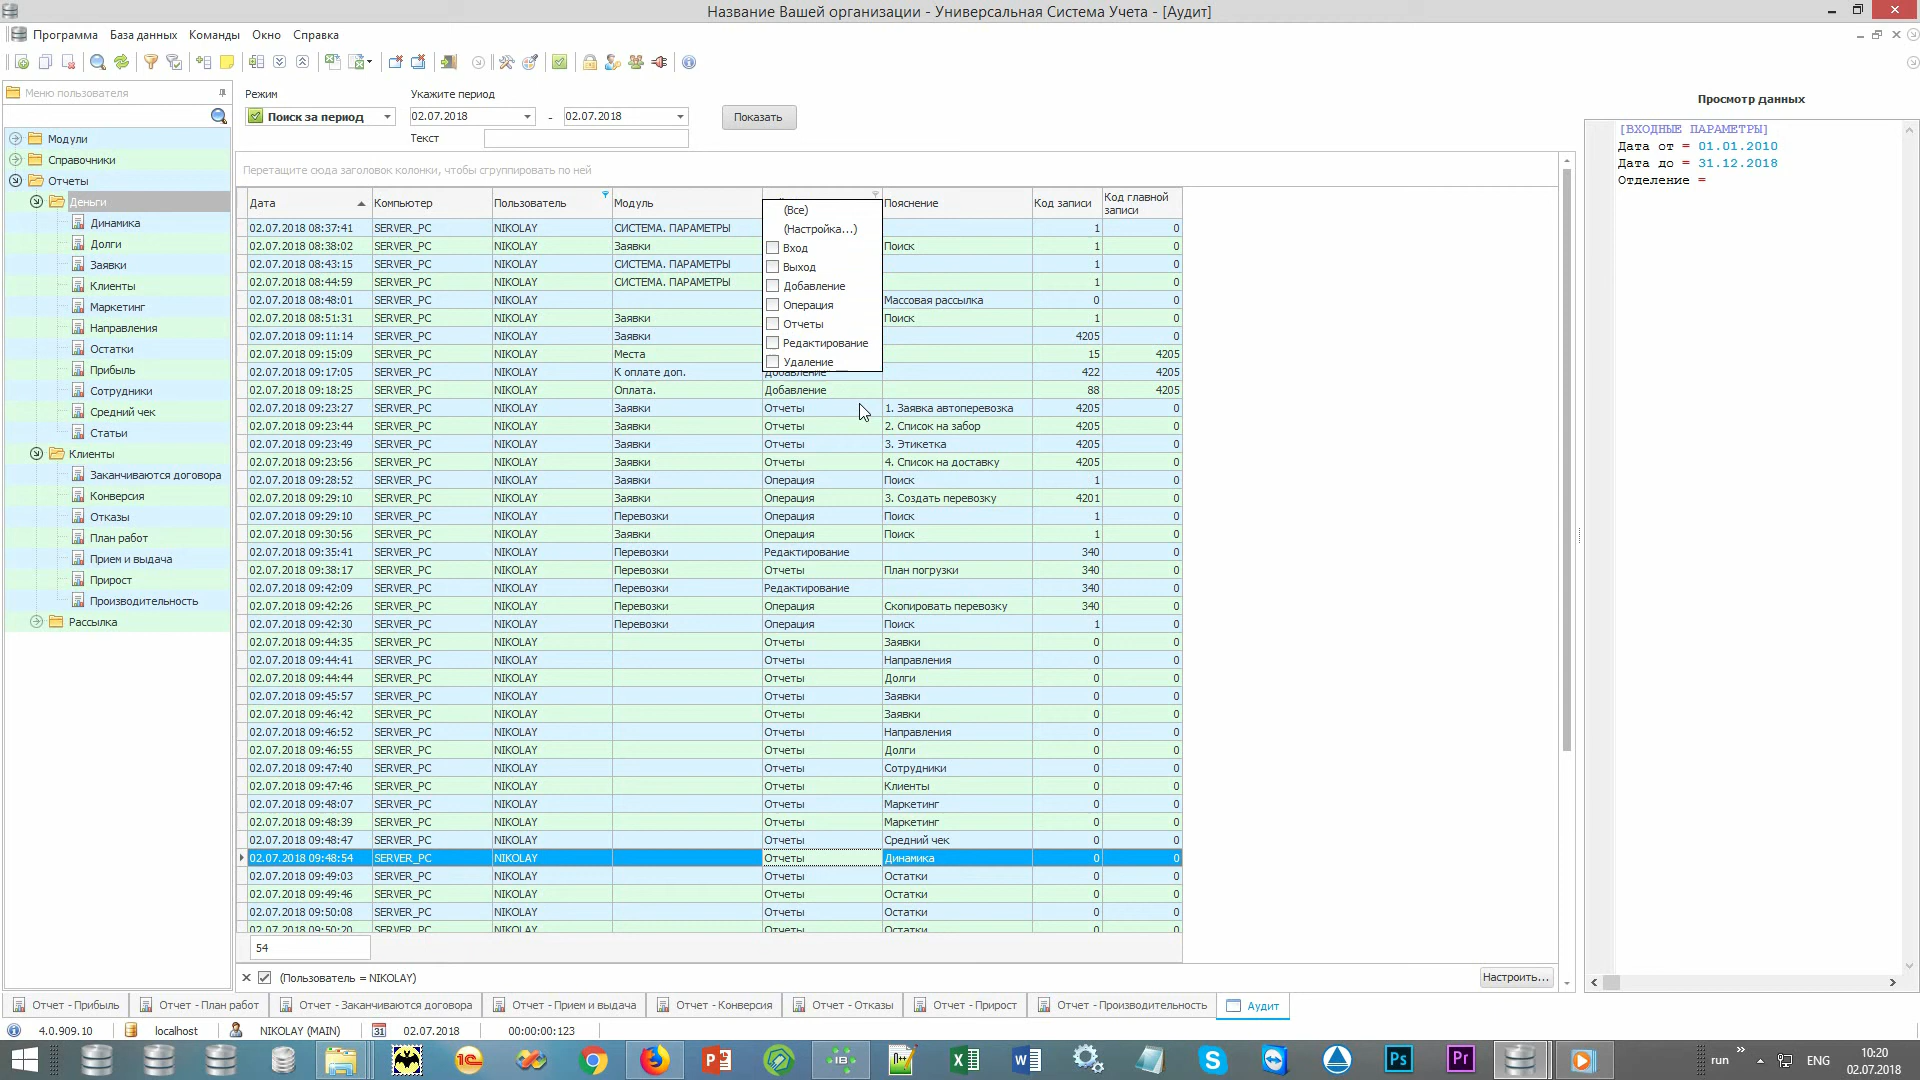 Название Вашей организации - Универсальная Система Учета - [Аудит]
Программа База данных Команды Окно Справка
Меню пользователя
Модули
Справочники
Отчеты
Деньги
Динамика
Долги
Заявки
Клиенты
Маркетинг
Направления
Остатки
Прибыль
Сотрудники
Средний чек
Статьи
Клиенты
Заканчиваются договора
Конверсия
Отказы
План работ
Прием и выдача
Прирост
Производительность
Рассылка
Режим Укажите период
Поиск за период 02.07.2018 - 02.07.2018 Показать
Текст
Перетащите сюда заголовок колонки, чтобы сгруппировать по ней
Дата Компьютер Пользователь Модуль Пояснение Код записи Код главной записи
(Все)
(Настройка...)
Вход
Выход
Добавление
Операция
Отчеты
Редактирование
Удаление
02.07.2018 08:37:41 SERVER_PC NIKOLAY СИСТЕМА. ПАРАМЕТРЫ 1 0
02.07.2018 08:38:02 SERVER_PC NIKOLAY Заявки Поиск 1 0
02.07.2018 08:43:15 SERVER_PC NIKOLAY СИСТЕМА. ПАРАМЕТРЫ 1 0
02.07.2018 08:44:59 SERVER_PC NIKOLAY СИСТЕМА. ПАРАМЕТРЫ 1 0
02.07.2018 08:48:01 SERVER_PC NIKOLAY Массовая рассылка 0 0
02.07.2018 08:51:31 SERVER_PC NIKOLAY Заявки Поиск 1 0
02.07.2018 09:11:14 SERVER_PC NIKOLAY Заявки 4205 0
02.07.2018 09:15:09 SERVER_PC NIKOLAY Места 15 4205
02.07.2018 09:17:05 SERVER_PC NIKOLAY К оплате доп. Добавление 422 4205
02.07.2018 09:18:25 SERVER_PC NIKOLAY Оплата. Добавление 88 4205
02.07.2018 09:23:27 SERVER_PC NIKOLAY Заявки Отчеты 1. Заявка автоперевозка 4205 0
02.07.2018 09:23:44 SERVER_PC NIKOLAY Заявки Отчеты 2. Список на забор 4205 0
02.07.2018 09:23:49 SERVER_PC NIKOLAY Заявки Отчеты 3. Этикетка 4205 0
02.07.2018 09:23:56 SERVER_PC NIKOLAY Заявки Отчеты 4. Список на доставку 4205 0
02.07.2018 09:28:52 SERVER_PC NIKOLAY Заявки Операция Поиск 1 0
02.07.2018 09:29:10 SERVER_PC NIKOLAY Заявки Операция 3. Создать перевозку 4201 0
02.07.2018 09:29:10 SERVER_PC NIKOLAY Перевозки Операция Поиск 1 0
02.07.2018 09:30:56 SERVER_PC NIKOLAY Заявки Операция Поиск 1 0
02.07.2018 09:35:41 SERVER_PC NIKOLAY Перевозки Редактирование 340 0
02.07.2018 09:38:17 SERVER_PC NIKOLAY Перевозки Отчеты План погрузки 340 0
02.07.2018 09:42:09 SERVER_PC NIKOLAY Перевозки Редактирование 340 0
02.07.2018 09:42:26 SERVER_PC NIKOLAY Перевозки Операция Скопировать перевозку 340 0
02.07.2018 09:42:30 SERVER_PC NIKOLAY Перевозки Операция Поиск 1 0
02.07.2018 09:44:35 SERVER_PC NIKOLAY Отчеты Заявки 0 0
02.07.2018 09:44:41 SERVER_PC NIKOLAY Отчеты Направления 0 0
02.07.2018 09:44:44 SERVER_PC NIKOLAY Отчеты Долги 0 0
02.07.2018 09:45:57 SERVER_PC NIKOLAY Отчеты Заявки 0 0
02.07.2018 09:46:42 SERVER_PC NIKOLAY Отчеты Заявки 0 0
02.07.2018 09:46:52 SERVER_PC NIKOLAY Отчеты Направления 0 0
02.07.2018 09:46:55 SERVER_PC NIKOLAY Отчеты Долги 0 0
02.07.2018 09:47:40 SERVER_PC NIKOLAY Отчеты Сотрудники 0 0
02.07.2018 09:47:46 SERVER_PC NIKOLAY Отчеты Клиенты 0 0
02.07.2018 09:48:07 SERVER_PC NIKOLAY Отчеты Маркетинг 0 0
02.07.2018 09:48:39 SERVER_PC NIKOLAY Отчеты Маркетинг 0 0
02.07.2018 09:48:47 SERVER_PC NIKOLAY Отчеты Средний чек 0 0
02.07.2018 09:48:54 SERVER_PC NIKOLAY Отчеты Динамика 0 0
02.07.2018 09:49:03 SERVER_PC NIKOLAY Отчеты Остатки 0 0
02.07.2018 09:49:46 SERVER_PC NIKOLAY Отчеты Остатки 0 0
02.07.2018 09:50:08 SERVER_PC NIKOLAY Отчеты Остатки 0 0
02.07.2018 09:50:20 SERVER_PC NIKOLAY Отчеты Остатки 0 0
54
(Пользователь = NIKOLAY) Настроить...
Просмотр данных
[ВХОДНЫЕ ПАРАМЕТРЫ]
Дата от = 01.01.2010
Дата до = 31.12.2018
Отделение =
Отчет - Прибыль Отчет - План работ Отчет - Заканчиваются договора Отчет - Прием и выдача Отчет - Конверсия Отчет - Отказы Отчет - Прирост Отчет - Производительность Аудит
4.0.909.10 localhost NIKOLAY (MAIN) 31 02.07.2018 00:00:00:123
1С IB Ps Pr run ENG 10:20
02.07.2018